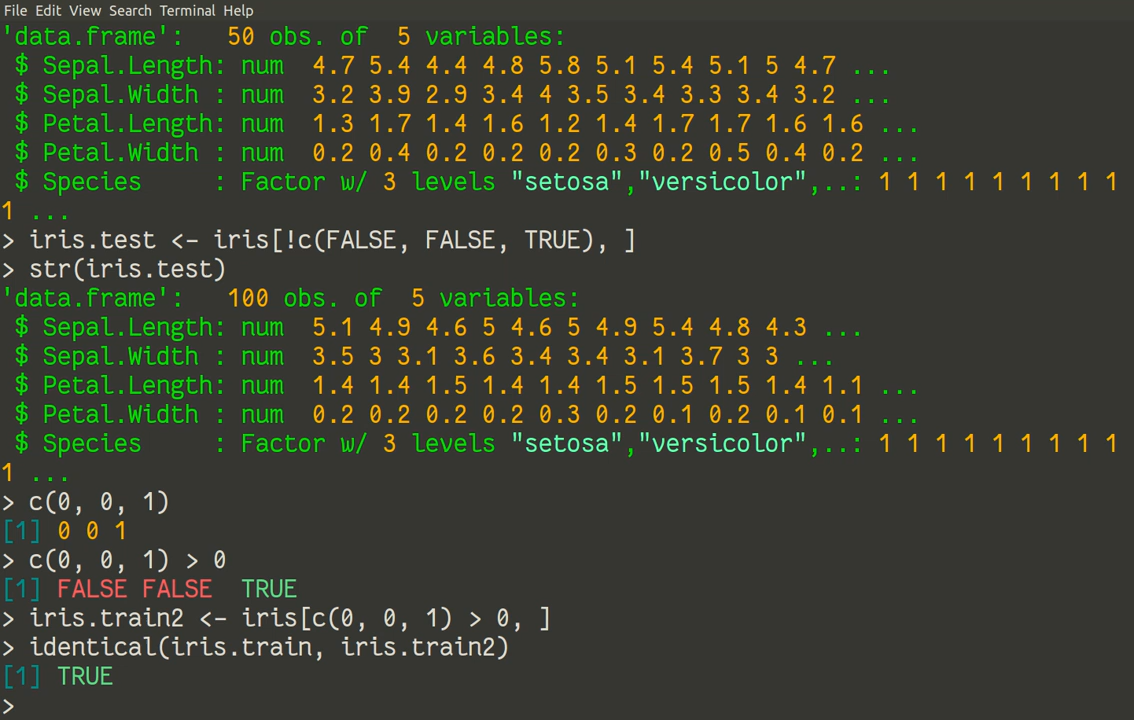 File Edit View Search Terminal Help
'data.frame':   50 obs. of  5 variables:
 $ Sepal.Length: num  4.7 5.4 4.4 4.8 5.8 5.1 5.4 5.1 5 4.7 ...
 $ Sepal.Width : num  3.2 3.9 2.9 3.4 4 3.5 3.4 3.3 3.4 3.2 ...
 $ Petal.Length: num  1.3 1.7 1.4 1.6 1.2 1.4 1.7 1.7 1.6 1.6 ...
 $ Petal.Width : num  0.2 0.4 0.2 0.2 0.2 0.3 0.2 0.5 0.4 0.2 ...
 $ Species     : Factor w/ 3 levels "setosa","versicolor",..: 1 1 1 1 1 1 1 1 1
1 ...
> iris.test <- iris[!c(FALSE, FALSE, TRUE), ]
> str(iris.test)
'data.frame':   100 obs. of  5 variables:
 $ Sepal.Length: num  5.1 4.9 4.6 5 4.6 5 4.9 5.4 4.8 4.3 ...
 $ Sepal.Width : num  3.5 3 3.1 3.6 3.4 3.4 3.1 3.7 3 3 ...
 $ Petal.Length: num  1.4 1.4 1.5 1.4 1.4 1.5 1.5 1.5 1.4 1.1 ...
 $ Petal.Width : num  0.2 0.2 0.2 0.2 0.3 0.2 0.1 0.2 0.1 0.1 ...
 $ Species     : Factor w/ 3 levels "setosa","versicolor",..: 1 1 1 1 1 1 1 1 1
1 ...
> c(0, 0, 1)
[1] 0 0 1
> c(0, 0, 1) > 0
[1] FALSE FALSE  TRUE
> iris.train2 <- iris[c(0, 0, 1) > 0, ]
> identical(iris.train, iris.train2)
[1] TRUE
>